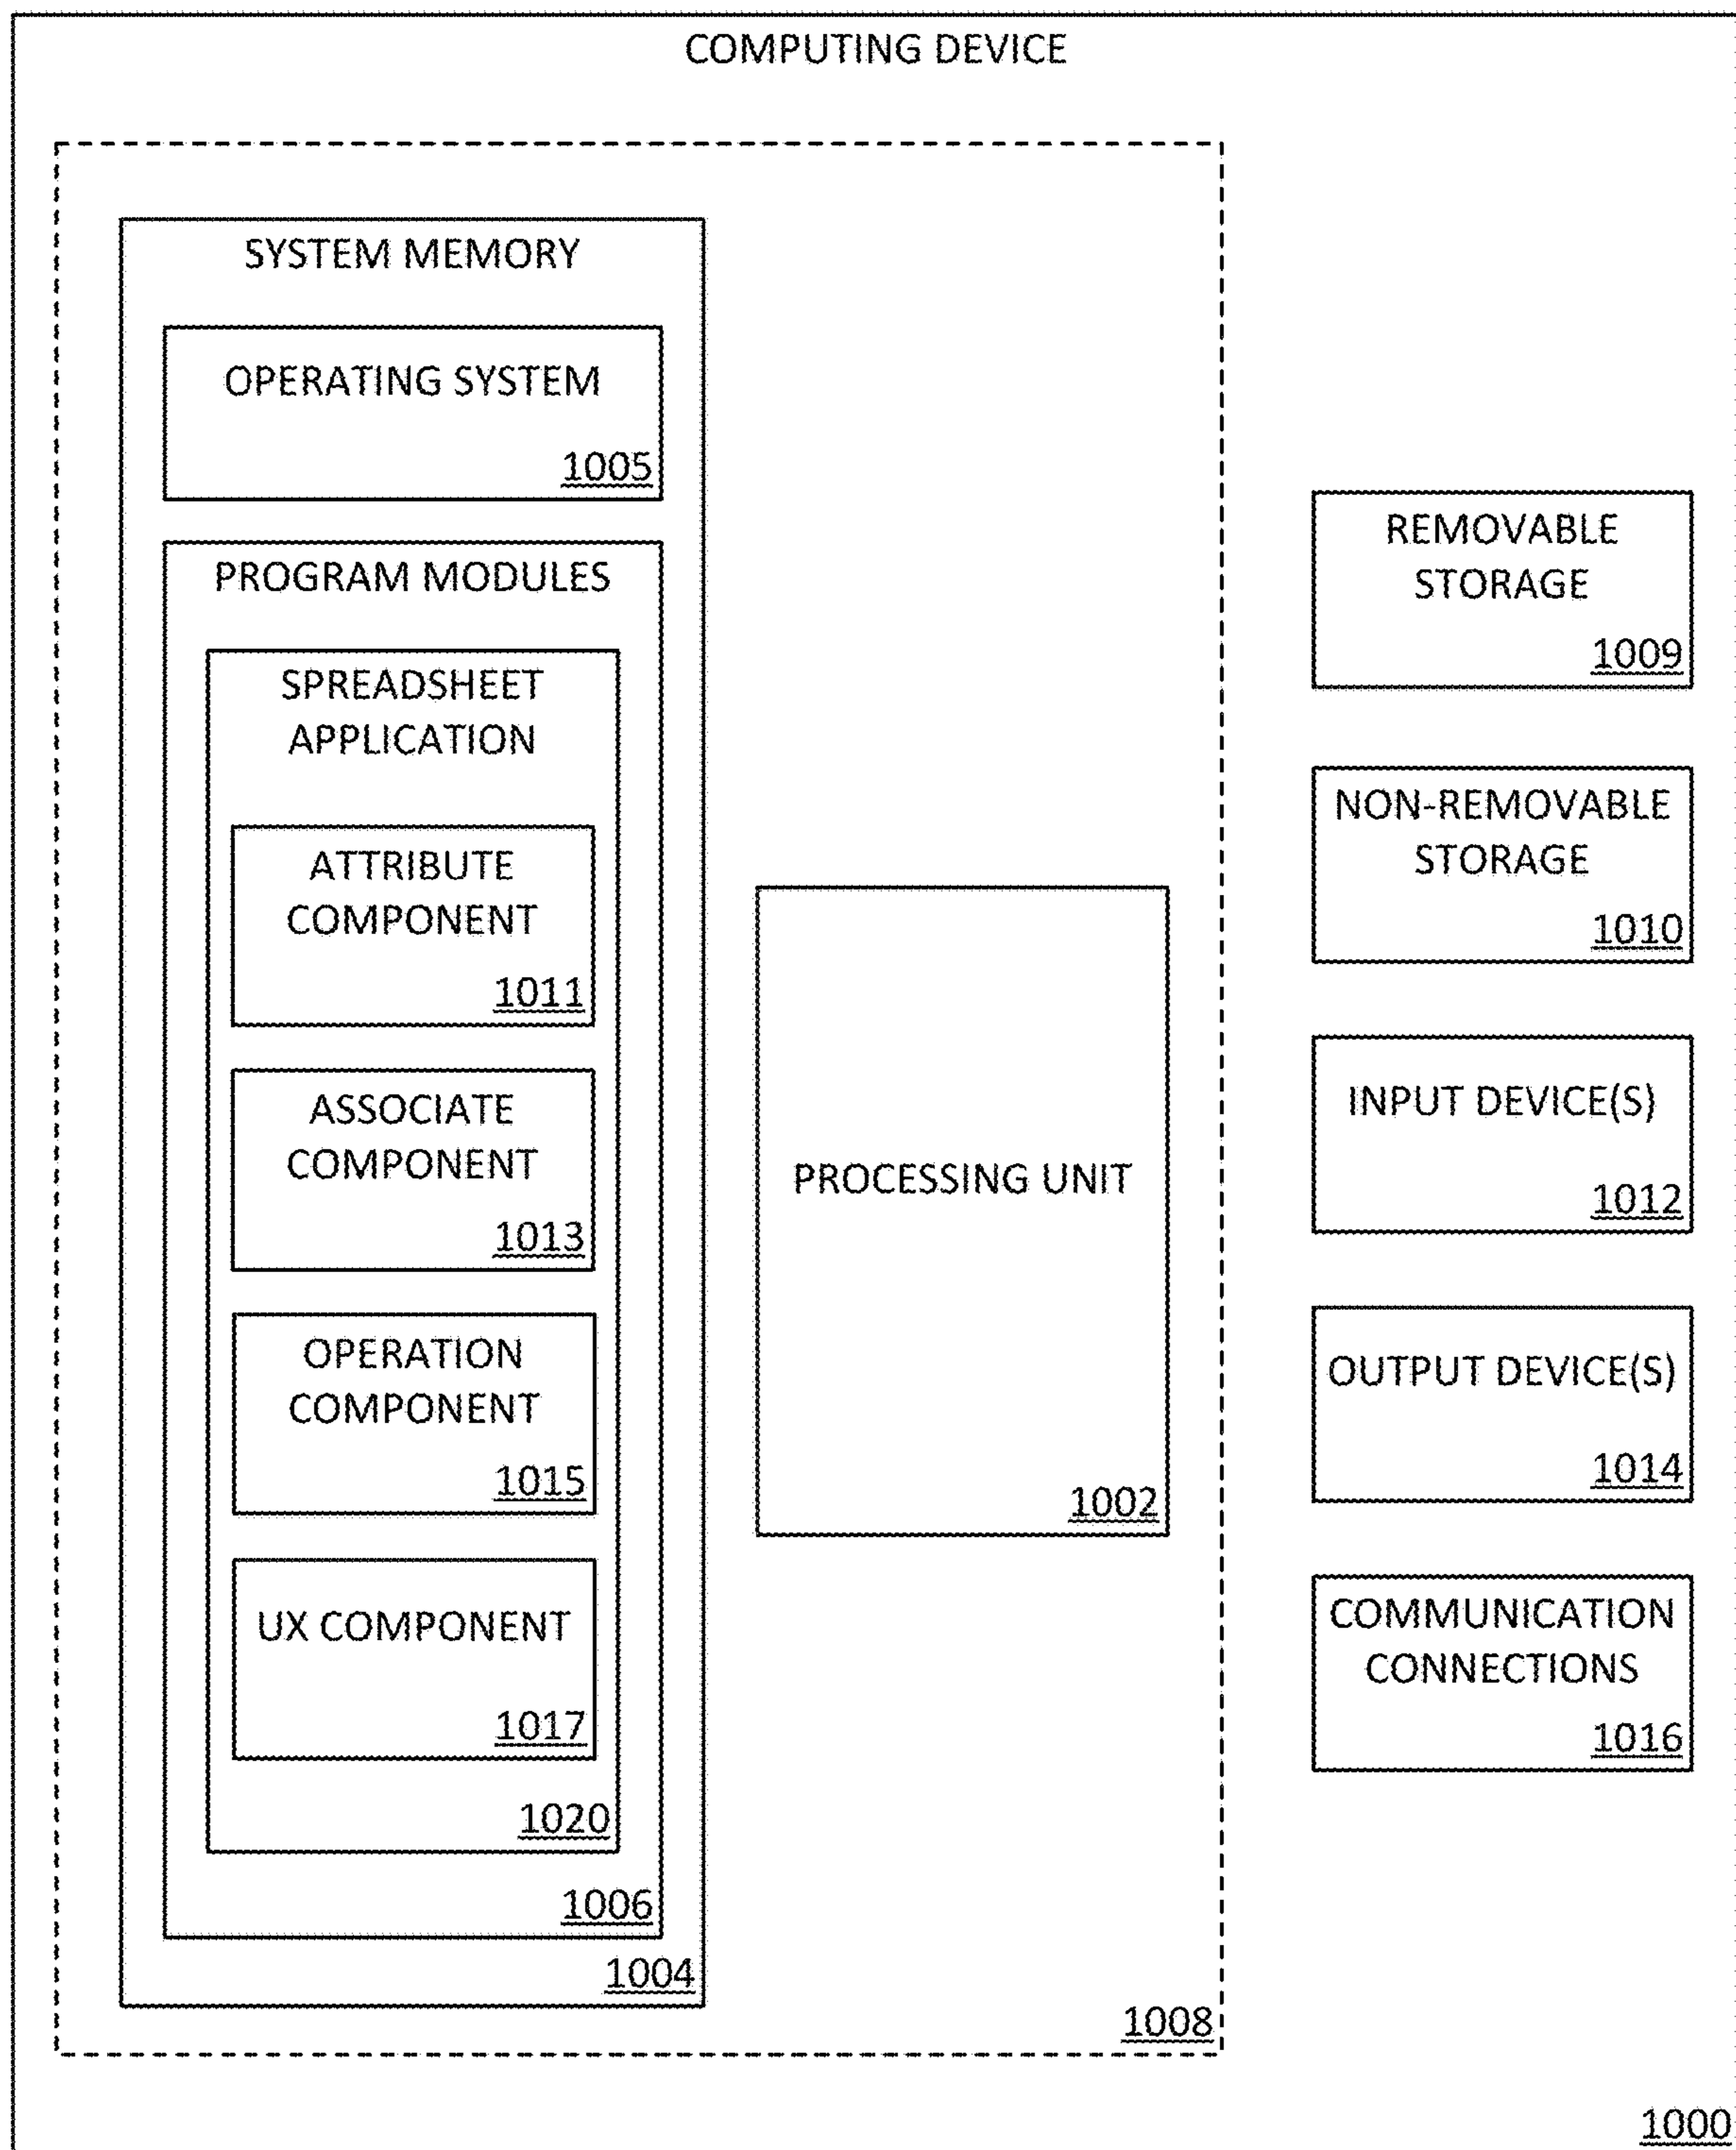 COMPUTING DEVICE
SYSTEM MEMORY
OPERATING SYSTEM
1005
PROGRAM MODULES
SPREADSHEET
APPLICATION
ATTRIBUTE
COMPONENT
1011
ASSOCIATE
COMPONENT
1013
OPERATION
COMPONENT
1015
UX COMPONENT
1017
1020
1006
1004
PROCESSING UNIT
1002
1008
REMOVABLE
STORAGE
1009
NON-REMOVABLE
STORAGE
1010
INPUT DEVICE(S)
1012
OUTPUT DEVICE(S)
1014
COMMUNICATION
CONNECTIONS
1016
1000